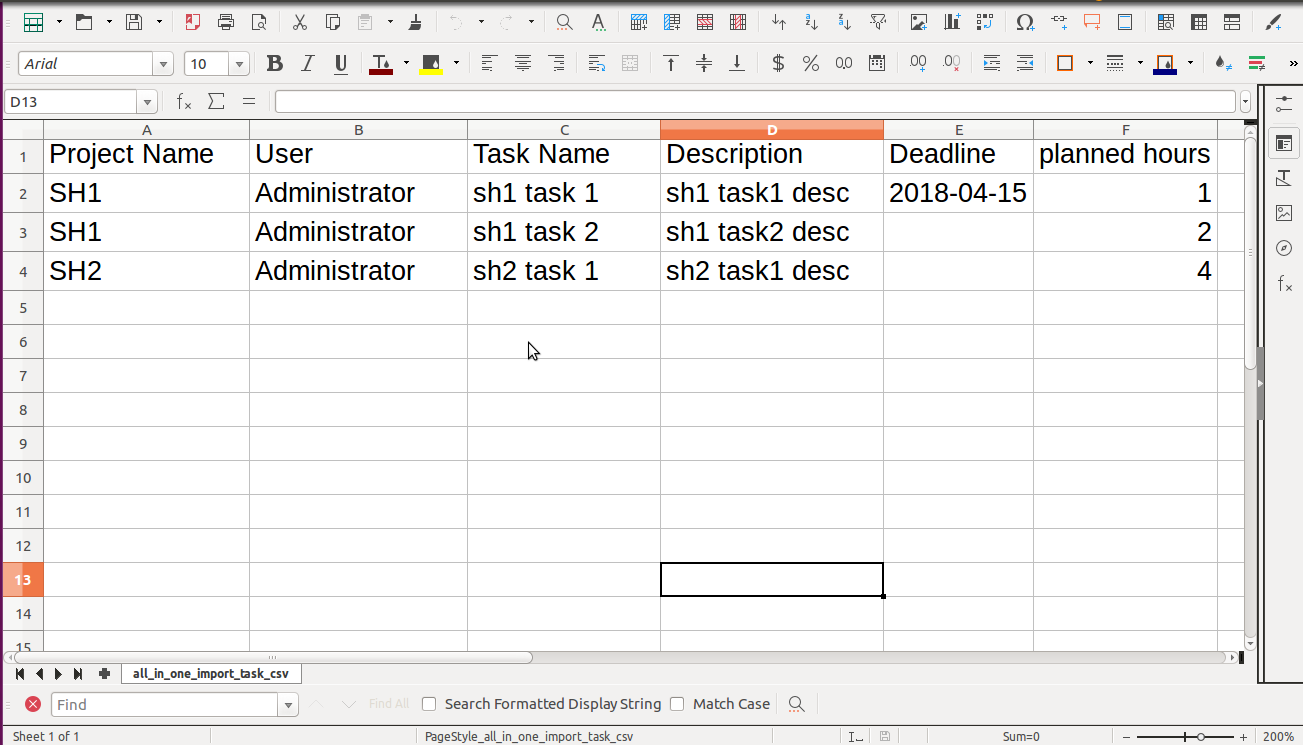 Arial 10
D13
A B C D E F
1 Project Name User Task Name Description Deadline planned hours
2 SH1 Administrator sh1 task 1 sh1 task1 desc 2018-04-15 1
3 SH1 Administrator sh1 task 2 sh1 task2 desc 2
4 SH2 Administrator sh2 task 1 sh2 task1 desc 4
5
6
7
8
9
10
11
12
13
14
15
all_in_one_import_task_csv
Find Find All Search Formatted Display String Match Case
Sheet 1 of 1 PageStyle_all_in_one_import_task_csv Sum=0 200%